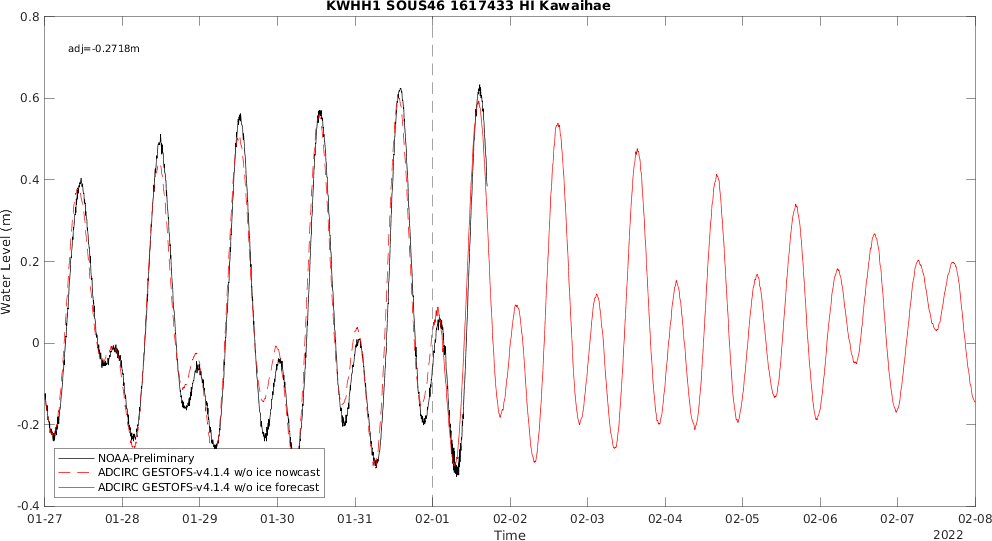 KWHH1 SOUS46 1617433 HI Kawaihae
0.8
adj=-0.2718m
0.6
0.4
0.2
0
-0.2
-0.4
Water Level (m)
NOAA-Preliminary
ADCIRC GESTOFS-v4.1.4 w/o ice nowcast
ADCIRC GESTOFS-v4.1.4 w/o ice forecast
01-27 01-28 01-29 01-30 01-31 02-01 02-02 02-03 02-04 02-05 02-06 02-07 02-08
Time
2022